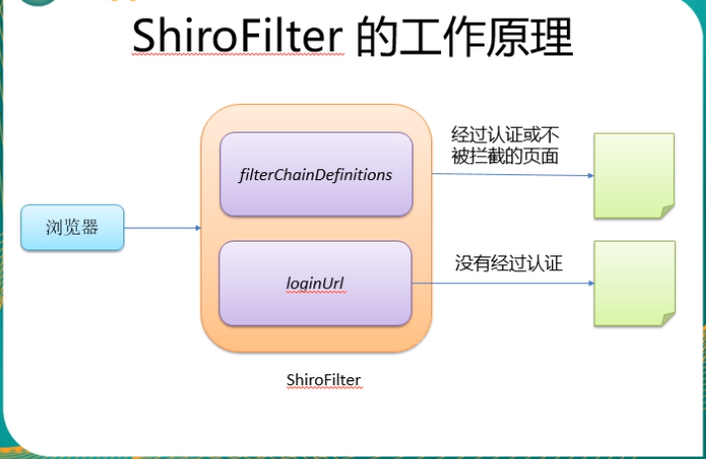 ShiroFilter 的工作原理
经过认证或不
被拦截的页面
filterChainDefinitions
浏览器
没有经过认证
loginUrl
ShiroFilter